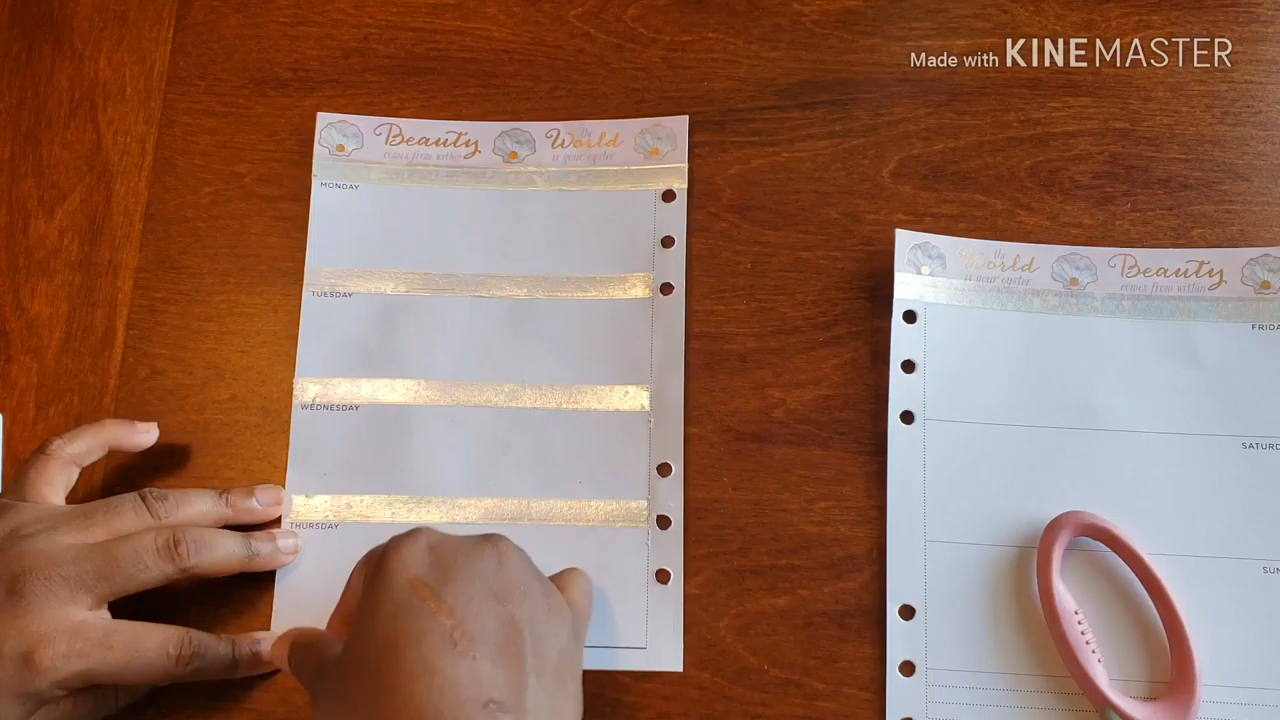 Made with KINEMASTER
Beauty
comes from within
the
World
is your oyster
MONDAY
TUESDAY
WEDNESDAY
THURSDAY
the
World
is your oyster
Beauty
comes from within
FRIDA
SATURD
SUN